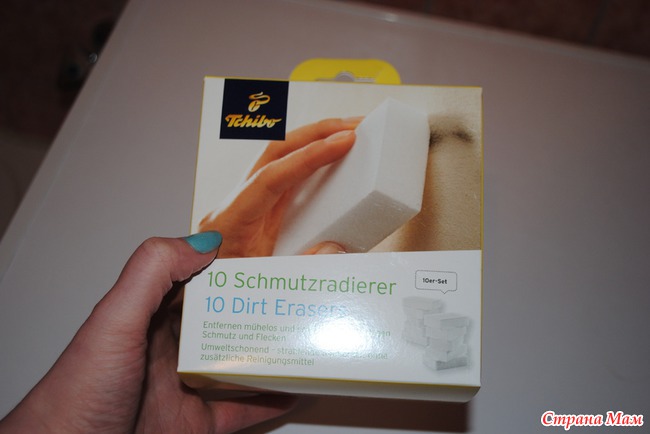 Tchibo
10 Schmutzradierer
10 Dirt Erasers
10er-Set
Entfernen mühelos und
Schmutz und Flecken
Umweltschonend -
zusätzliche Reinigungsmittel
Страна Мам